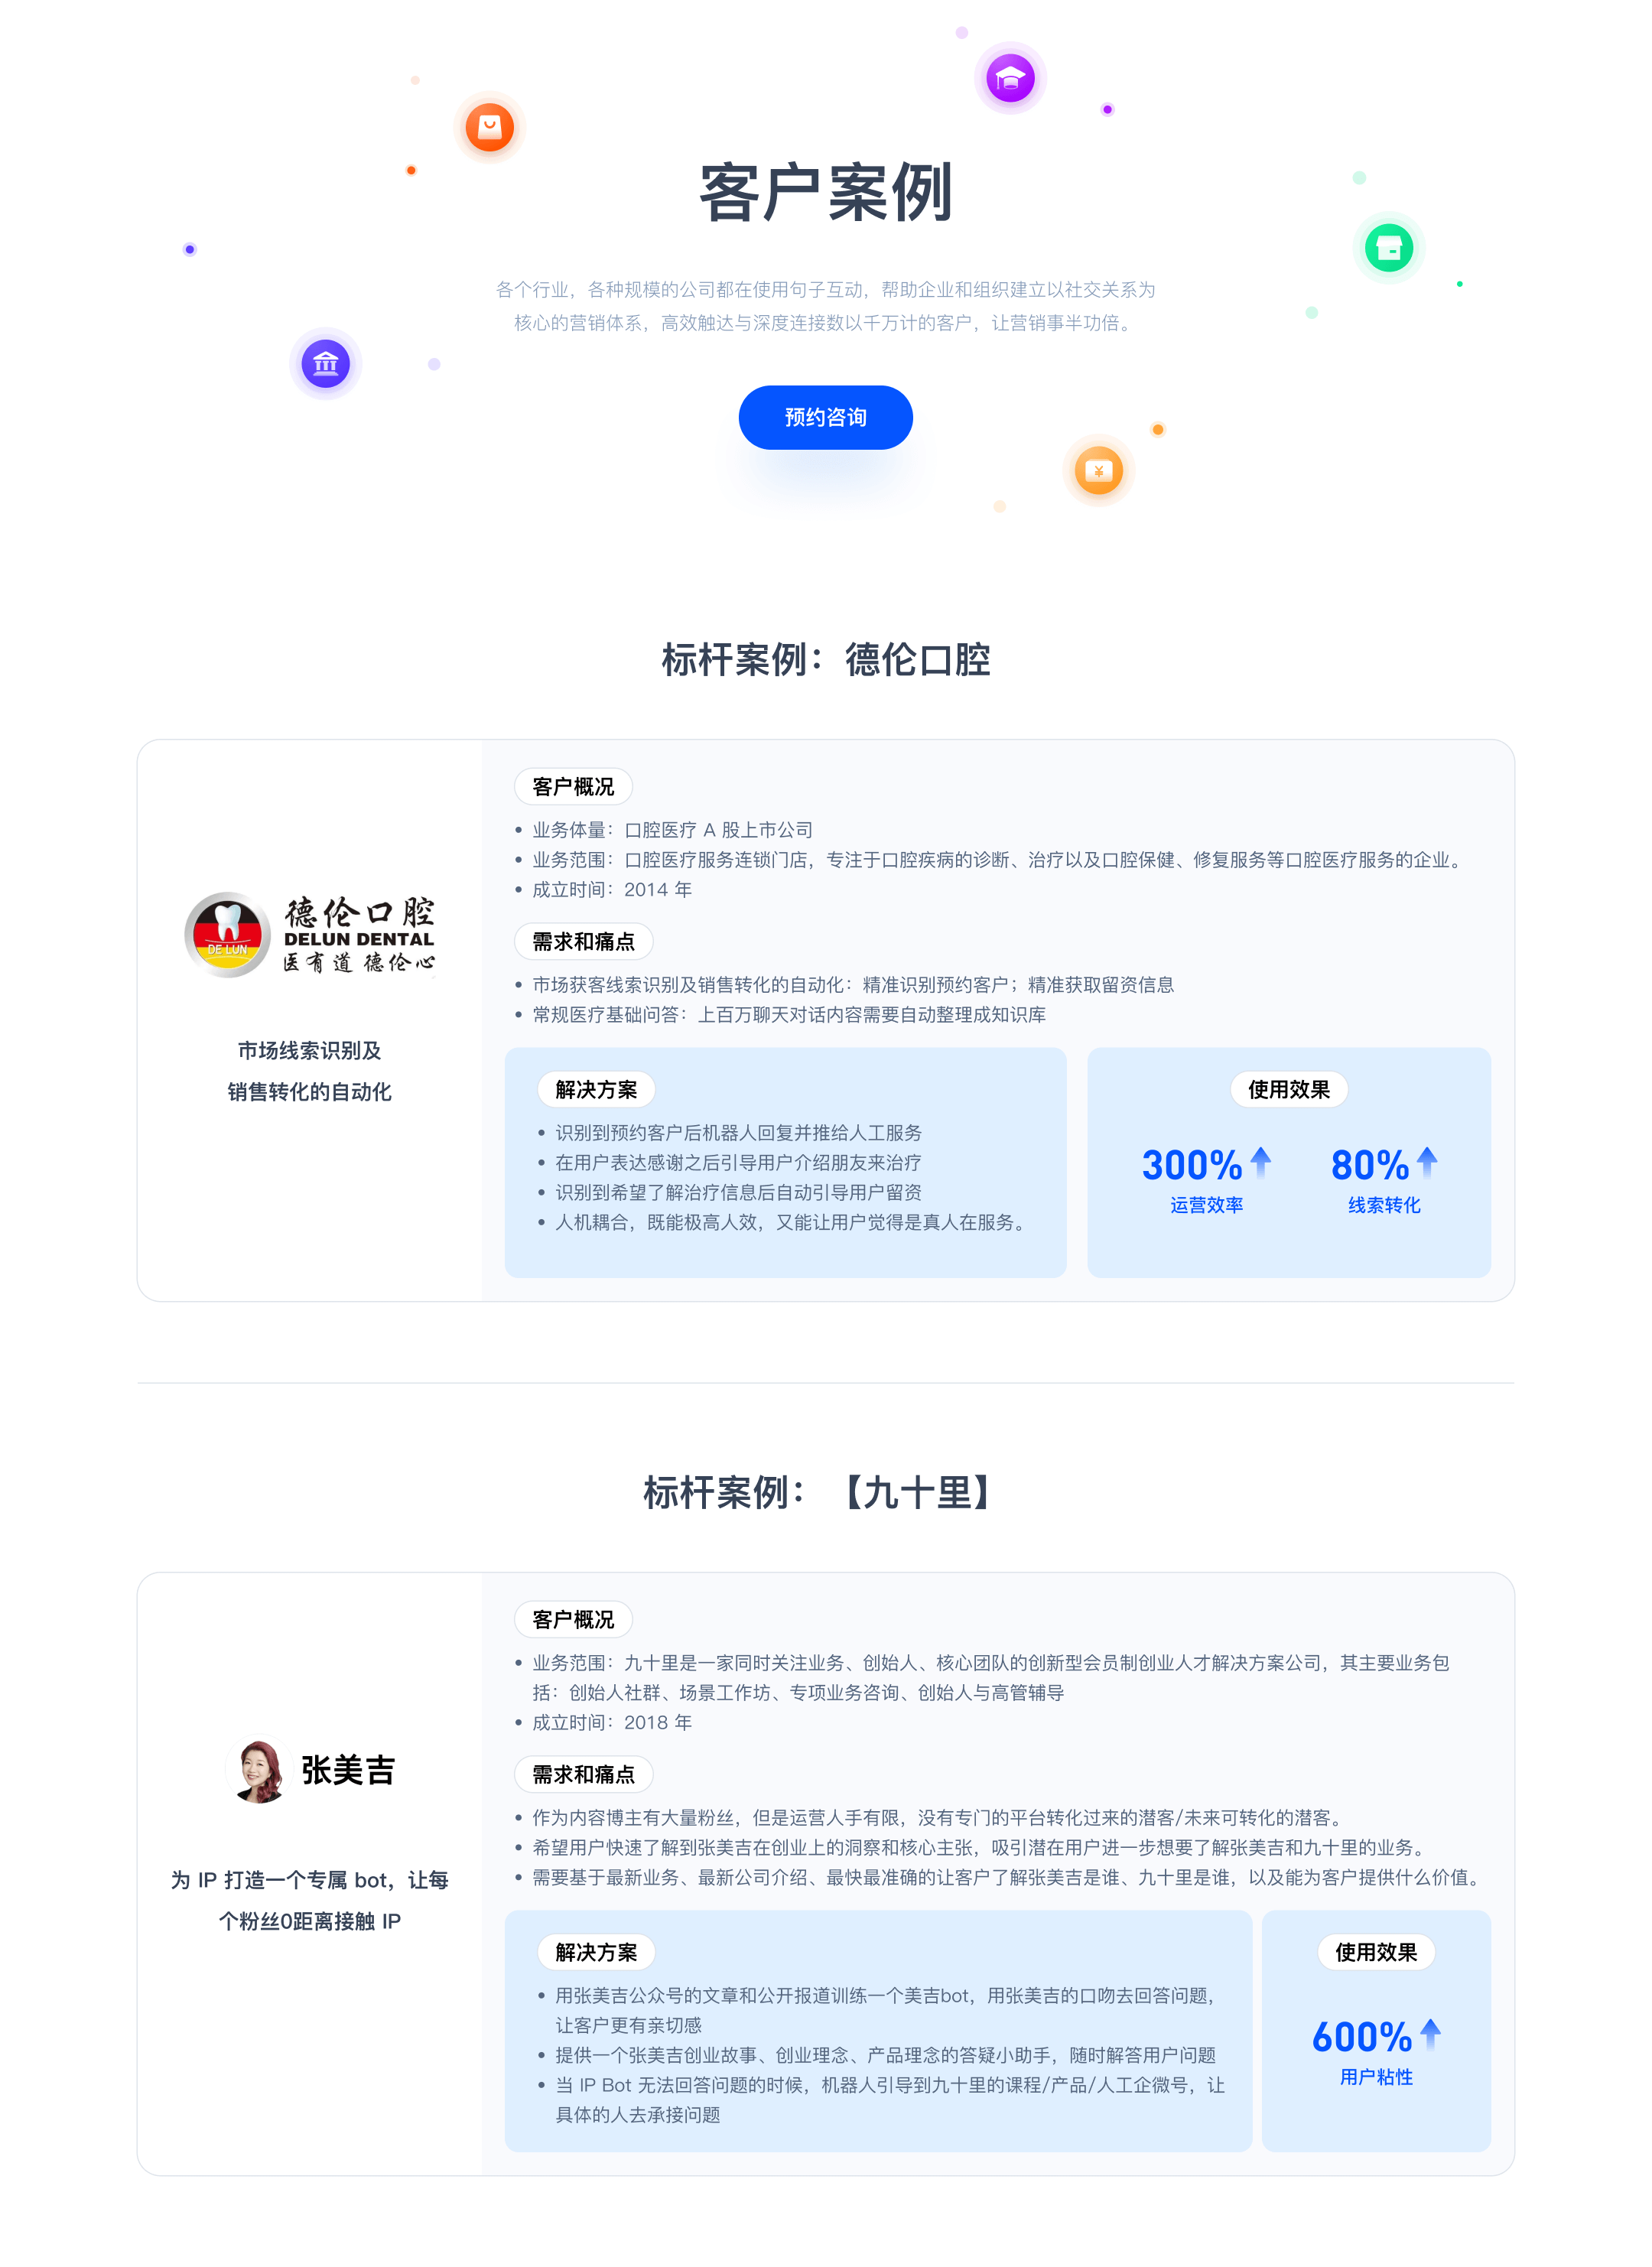 客户案例
各个行业，各种规模的公司都在使用句子互动，帮助企业和组织建立以社交关系为
核心的营销体系，高效触达与深度连接数以千万计的客户，让营销事半功倍。
预约咨询
标杆案例：德伦口腔
DE LUN
德伦口腔
DELUN DENTAL
医有道 德伦心
市场线索识别及
销售转化的自动化
客户概况
• 业务体量：口腔医疗 A 股上市公司
• 业务范围：口腔医疗服务连锁门店，专注于口腔疾病的诊断、治疗以及口腔保健、修复服务等口腔医疗服务的企业。
• 成立时间：2014 年
需求和痛点
• 市场获客线索识别及销售转化的自动化：精准识别预约客户；精准获取留资信息
• 常规医疗基础问答：上百万聊天对话内容需要自动整理成知识库
解决方案
• 识别到预约客户后机器人回复并推给人工服务
• 在用户表达感谢之后引导用户介绍朋友来治疗
• 识别到希望了解治疗信息后自动引导用户留资
• 人机耦合，既能极高人效，又能让用户觉得是真人在服务。
使用效果
300% 80%
运营效率 线索转化
标杆案例：【九十里】
张美吉
为 IP 打造一个专属 bot，让每
个粉丝0距离接触 IP
客户概况
• 业务范围：九十里是一家同时关注业务、创始人、核心团队的创新型会员制创业人才解决方案公司，其主要业务包
括：创始人社群、场景工作坊、专项业务咨询、创始人与高管辅导
• 成立时间：2018 年
需求和痛点
• 作为内容博主有大量粉丝，但是运营人手有限，没有专门的平台转化过来的潜客/未来可转化的潜客。
• 希望用户快速了解到张美吉在创业上的洞察和核心主张，吸引潜在用户进一步想要了解张美吉和九十里的业务。
• 需要基于最新业务、最新公司介绍、最快最准确的让客户了解张美吉是谁、九十里是谁，以及能为客户提供什么价值。
解决方案
• 用张美吉公众号的文章和公开报道训练一个美吉bot，用张美吉的口吻去回答问题，
让客户更有亲切感
• 提供一个张美吉创业故事、创业理念、产品理念的答疑小助手，随时解答用户问题
• 当 IP Bot 无法回答问题的时候，机器人引导到九十里的课程/产品/人工企微号，让
具体的人去承接问题
使用效果
600%
用户粘性